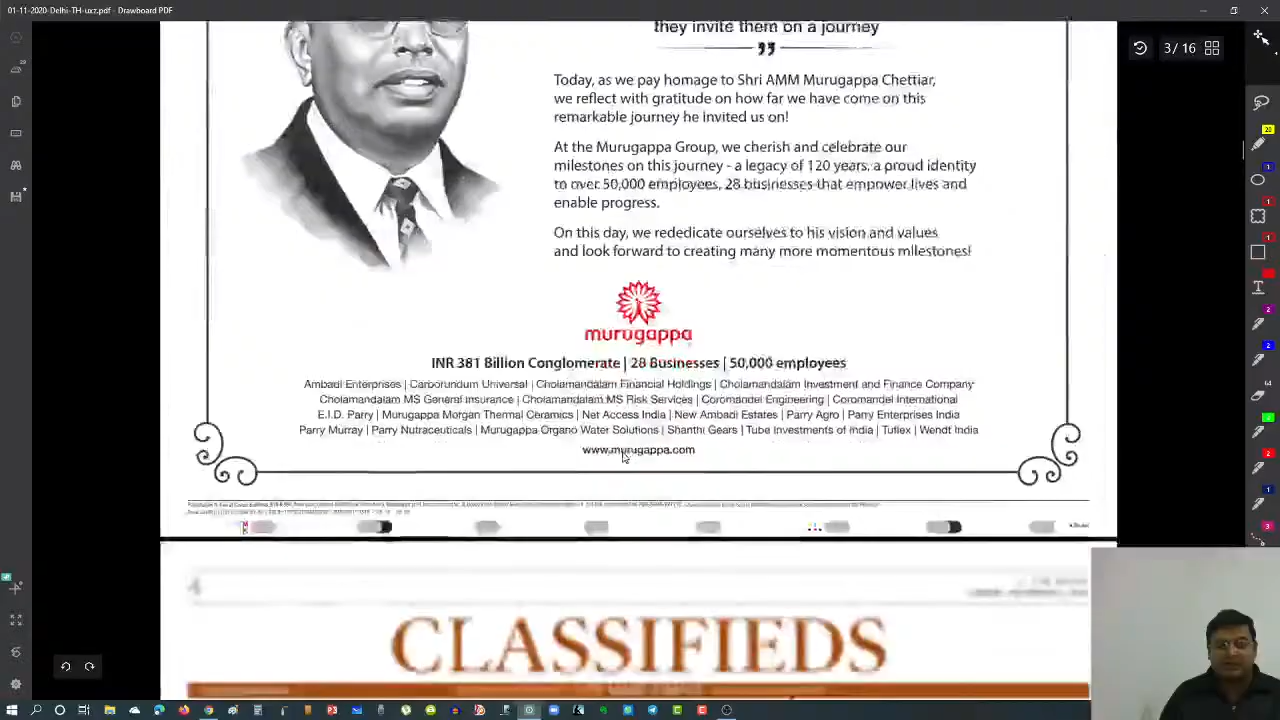 01-11-2020-Delhi-TH-uxz.pdf - Drawboard PDF
3 / 16
they invite them on a journey
”
Today, as we pay homage to Shri AMM Murugappa Chettiar,
we reflect with gratitude on how far we have come on this
remarkable journey he invited us on!
At the Murugappa Group, we cherish and celebrate our
milestones on this journey - a legacy of 120 years, a proud identity
to over 50,000 employees, 28 businesses that empower lives and
enable progress.
On this day, we rededicate ourselves to his vision and values
and look forward to creating many more momentous milestones!
murugappa
INR 381 Billion Conglomerate | 28 Businesses | 50,000 employees
Ambadi Enterprises | Carborundum Universal | Cholamandalam Financial Holdings | Cholamandalam Investment and Finance Company
Cholamandalam MS General Insurance | Cholamandalam MS Risk Services | Coromandel Engineering | Coromandel International
E.I.D. Parry | Murugappa Morgan Thermal Ceramics | Net Access India | New Ambadi Estates | Parry Agro | Parry Enterprises India
Parry Murray | Parry Nutraceuticals | Murugappa Organo Water Solutions | Shanthi Gears | Tube Investments of India | Tuflex | Wendt India
www.murugappa.com
4
CLASSIFIEDS